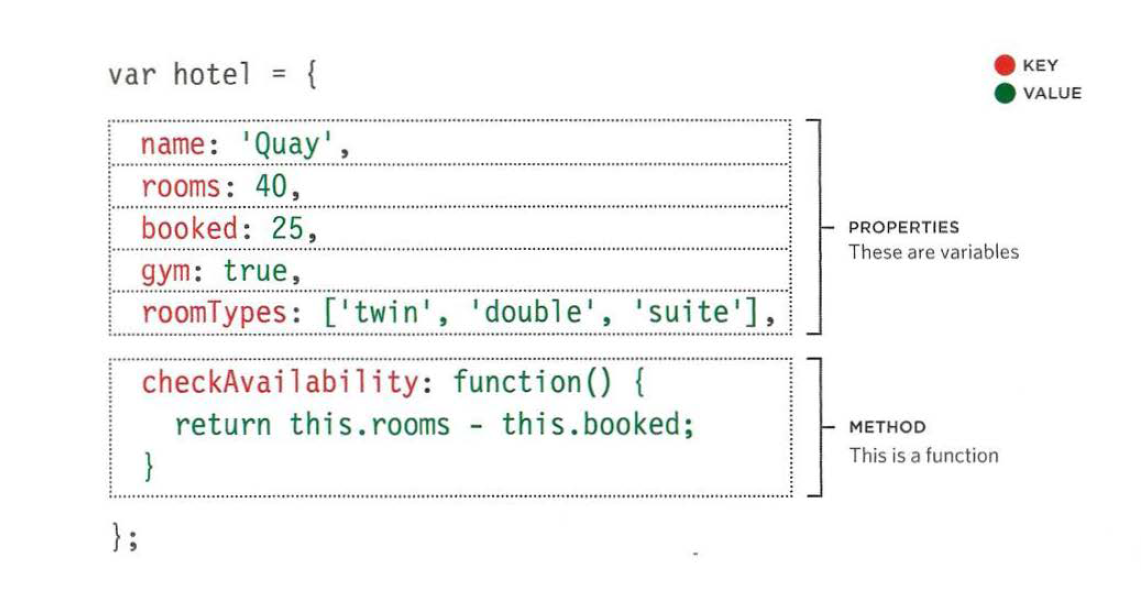 var hotel = {
KEY
VALUE
name: 'Quay',
rooms: 40,
booked: 25,
gym: true,
roomTypes: ['twin', 'double', 'suite'],
PROPERTIES
These are variables
checkAvailability: function() {
return this.rooms - this.booked;
}
METHOD
This is a function
};